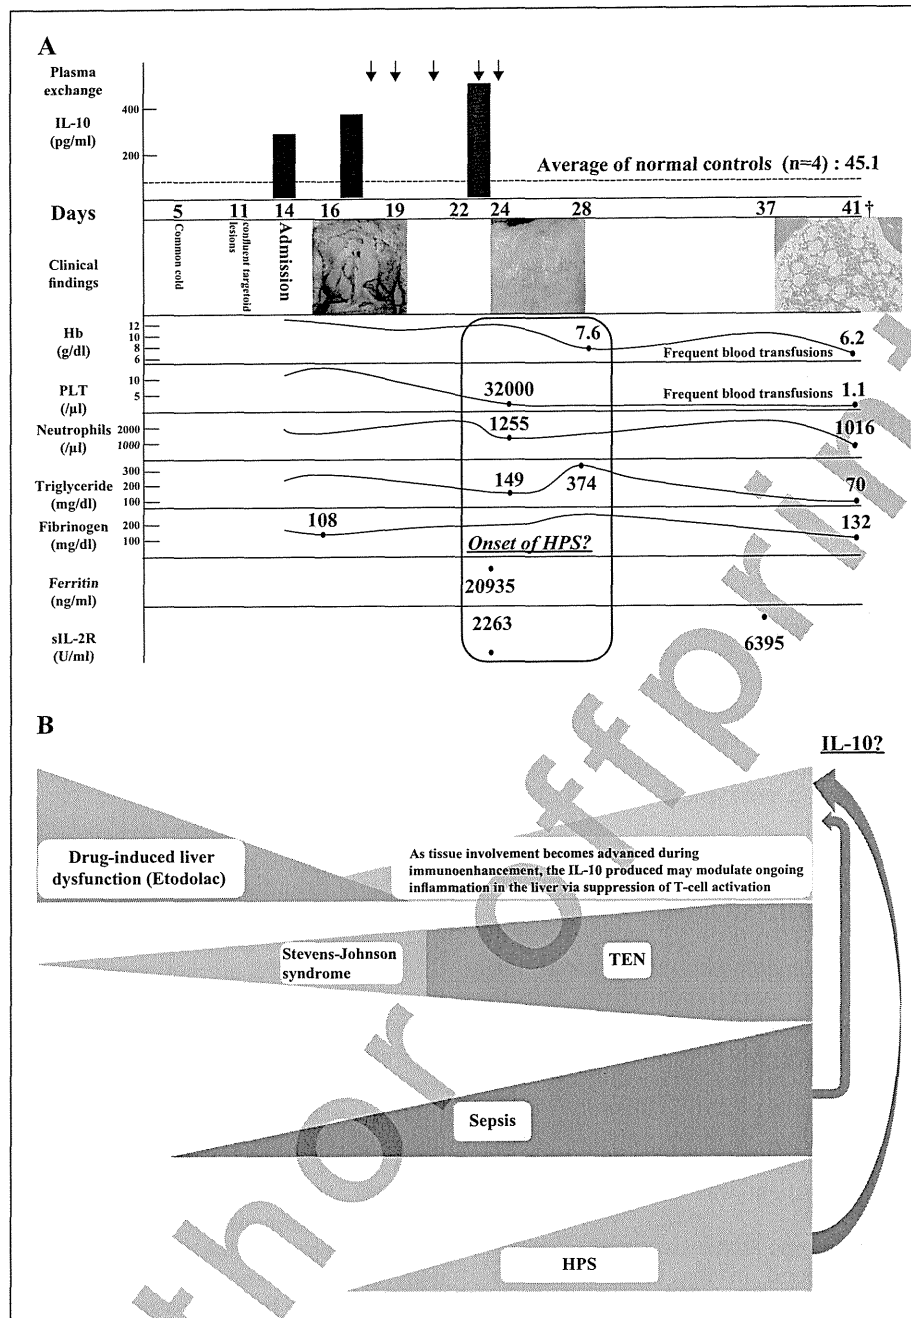 A
Plasma
exchange
IL-10
(pg/ml)
400
200
Average of normal controls (n=4) : 45.1
Days
5 11 14 16 19 22 24 28 37 41 †
Clinical
findings
Common cold
confluent targetoid
lesions
Admission
Hb
(g/dl)
12
10
8
6
7.6
6.2
Frequent blood transfusions
PLT
(/µl)
10
5
32000
Frequent blood transfusions
1.1
Neutrophils
(/µl)
2000
1000
1255
1016
Triglyceride
(mg/dl)
300
200
100
149
374
70
Fibrinogen
(mg/dl)
200
100
108
132
Onset of HPS?
Ferritin
(ng/ml)
20935
sIL-2R
(U/ml)
2263
6395
B
IL-10?
Drug-induced liver
dysfunction (Etodolac)
As tissue involvement becomes advanced during
immunoenhancement, the IL-10 produced may modulate ongoing
inflammation in the liver via suppression of T-cell activation
Stevens-Johnson
syndrome
TEN
Sepsis
HPS
thor offprint